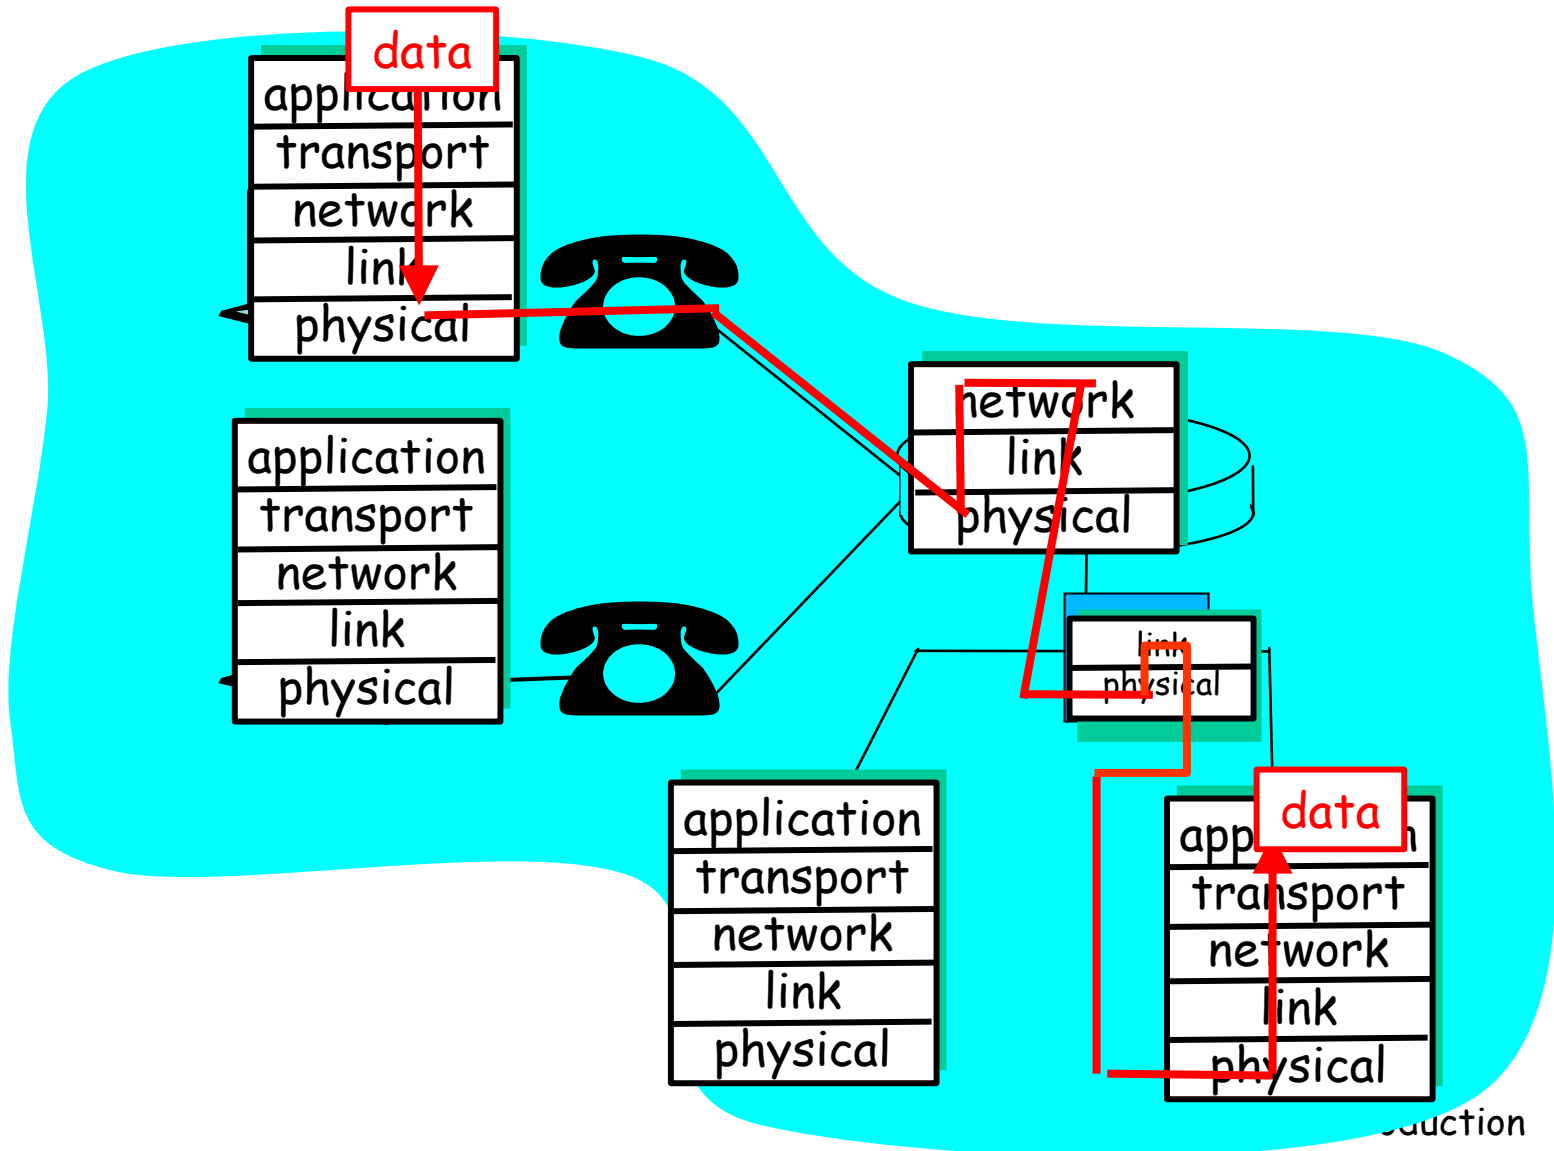 data
application
transport
network
link
physical
application
transport
network
link
physical
network
link
physical
link
physical
application
transport
network
link
physical
data
transport
network
link
physical